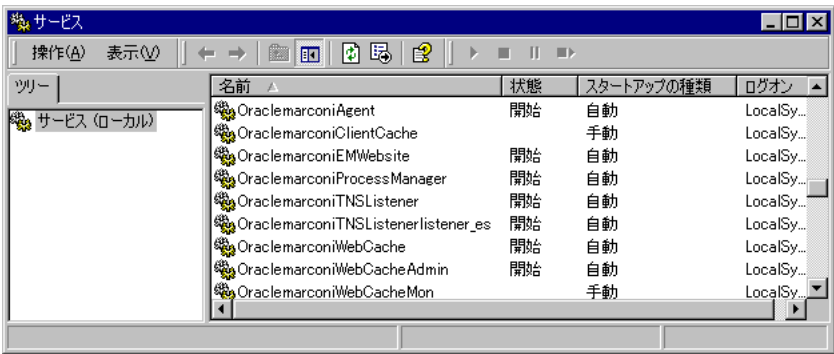 サービス
操作(A) 表示(V)
ツリー
サービス (ローカル)
名前 状態 スタートアップの種類 ログオン
OraclemarconiAgent 開始 自動 LocalSy...
OraclemarconiClientCache 手動 LocalSy...
OraclemarconiEMWebsite 開始 自動 LocalSy...
OraclemarconiProcessManager 開始 自動 LocalSy...
OraclemarconiTNSListener 開始 自動 LocalSy...
OraclemarconiTNSListenerlistener_es 開始 自動 LocalSy...
OraclemarconiWebCache 開始 自動 LocalSy...
OraclemarconiWebCacheAdmin 開始 自動 LocalSy...
OraclemarconiWebCacheMon 手動 LocalSy...